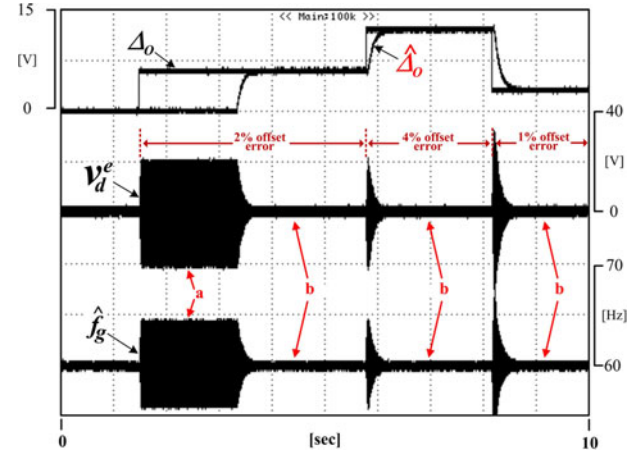 << Main:100k >>
15
[V]
0
Δo
Δ̂o
40
[V]
0
2% offset error
4% offset error
1% offset error
v_d^e
a
b
b
b
70
[Hz]
60
f̂g
0
[sec]
10